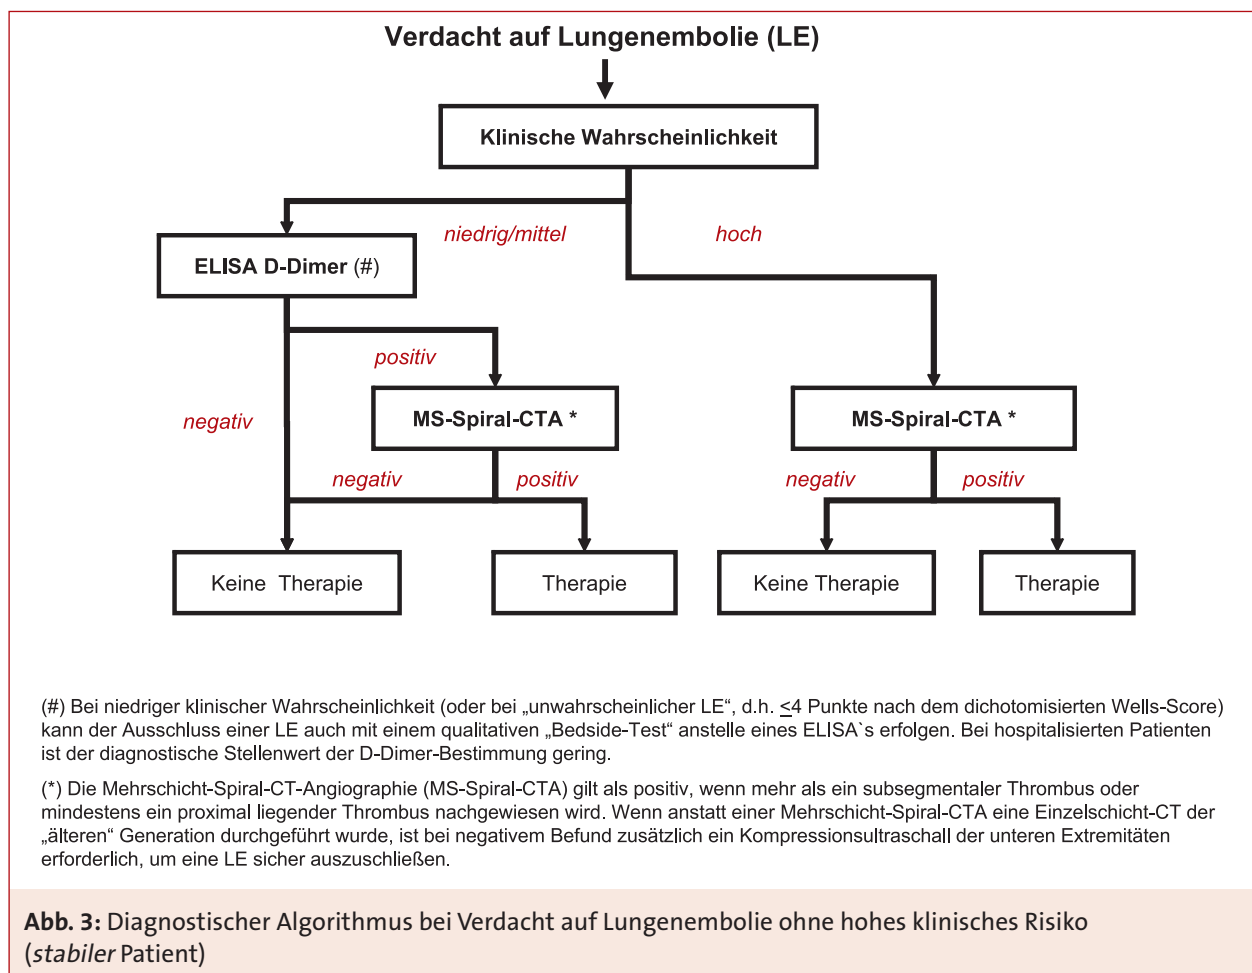 Verdacht auf Lungenembolie (LE)
Klinische Wahrscheinlichkeit
niedrig/mittel
hoch
ELISA D-Dimer (#)
positiv
negativ
MS-Spiral-CTA *
MS-Spiral-CTA *
negativ
positiv
negativ
positiv
Keine Therapie
Therapie
Keine Therapie
Therapie
(#) Bei niedriger klinischer Wahrscheinlichkeit (oder bei „unwahrscheinlicher LE“, d.h. ≤4 Punkte nach dem dichotomisierten Wells-Score)
kann der Ausschluss einer LE auch mit einem qualitativen „Bedside-Test“ anstelle eines ELISA`s erfolgen. Bei hospitalisierten Patienten
ist der diagnostische Stellenwert der D-Dimer-Bestimmung gering.
(*) Die Mehrschicht-Spiral-CT-Angiographie (MS-Spiral-CTA) gilt als positiv, wenn mehr als ein subsegmentaler Thrombus oder
mindestens ein proximal liegender Thrombus nachgewiesen wird. Wenn anstatt einer Mehrschicht-Spiral-CTA eine Einzelschicht-CT der
„älteren“ Generation durchgeführt wurde, ist bei negativem Befund zusätzlich ein Kompressionsultraschall der unteren Extremitäten
erforderlich, um eine LE sicher auszuschließen.
Abb. 3: Diagnostischer Algorithmus bei Verdacht auf Lungenembolie ohne hohes klinisches Risiko
(stabiler Patient)